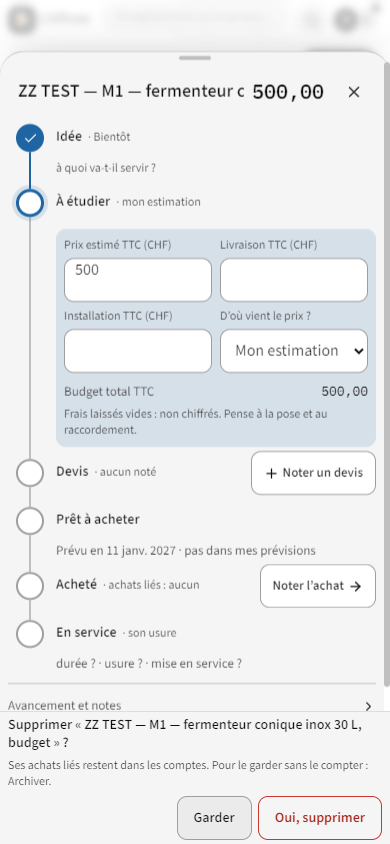 ZZ TEST — M1 — fermenteur c 500,00
Idée · Bientôt
à quoi va-t-il servir ?
À étudier · mon estimation
Prix estimé TTC (CHF) Livraison TTC (CHF)
500
Installation TTC (CHF) D'où vient le prix ?
Mon estimation
Budget total TTC 500,00
Frais laissés vides : non chiffrés. Pense à la pose et au
raccordement.
Devis · aucun noté + Noter un devis
Prêt à acheter
Prévu en 11 janv. 2027 · pas dans mes prévisions
Acheté · achats liés : aucun Noter l'achat →
En service · son usure
durée ? · usure ? · mise en service ?
Avancement et notes
Supprimer « ZZ TEST — M1 — fermenteur conique inox 30 L,
budget » ?
Ses achats liés restent dans les comptes. Pour le garder sans le compter :
Archiver.
Garder Oui, supprimer